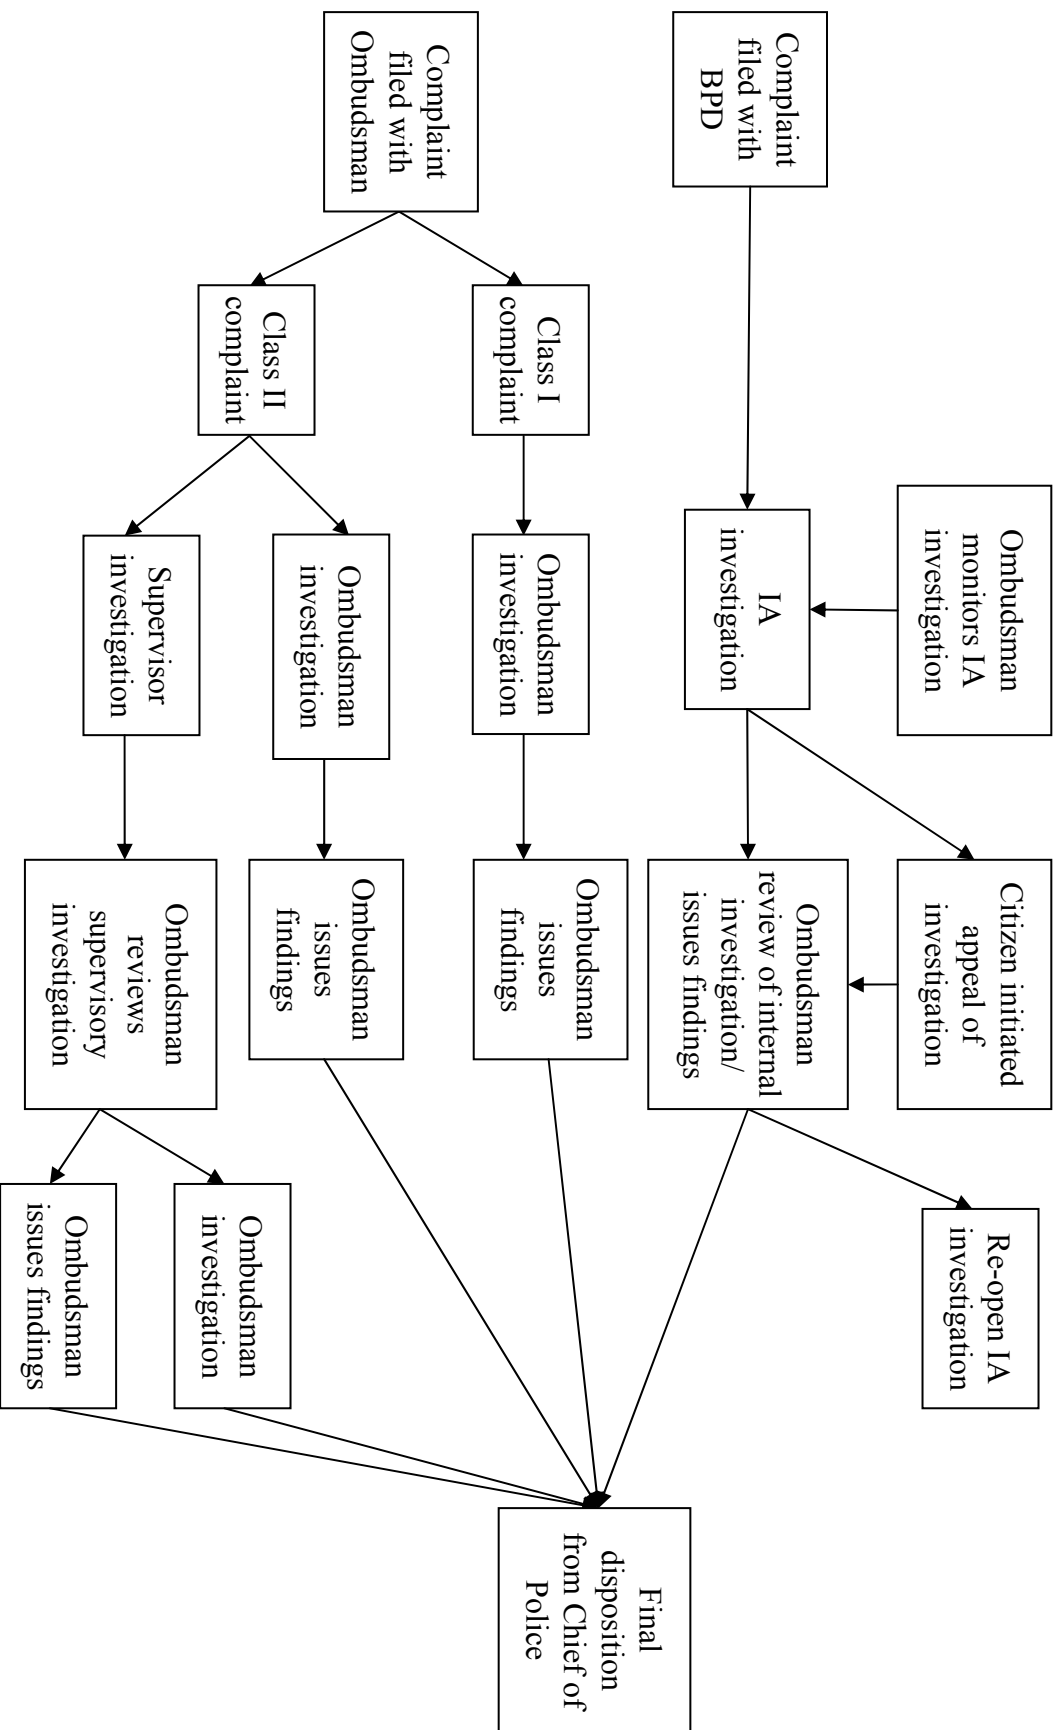 Ombudsman
monitors IA
investigation
Citizen initiated
appeal of
investigation
Re-open IA
investigation
Complaint
filed with
BPD
IA
investigation
Ombudsman
review of internal
investigation/
issues findings
Class I
complaint
Ombudsman
investigation
Ombudsman
issues
findings
Final
disposition
from Chief of
Police
Complaint
filed with
Ombudsman
Class II
complaint
Ombudsman
investigation
Ombudsman
issues
findings
Ombudsman
investigation
Supervisor
investigation
Ombudsman
reviews
supervisory
investigation
Ombudsman
issues findings